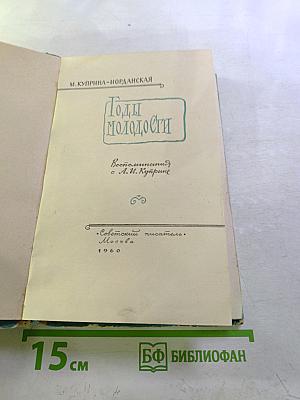 М. КУПРИНА-ИОРДАНСКАЯ
ГОДЫ
МОЛОДОСТИ
Воспоминания
о А. И. Куприне
«Советский писатель»
Москва
1960
15 см
БФ БИБЛИОФАН